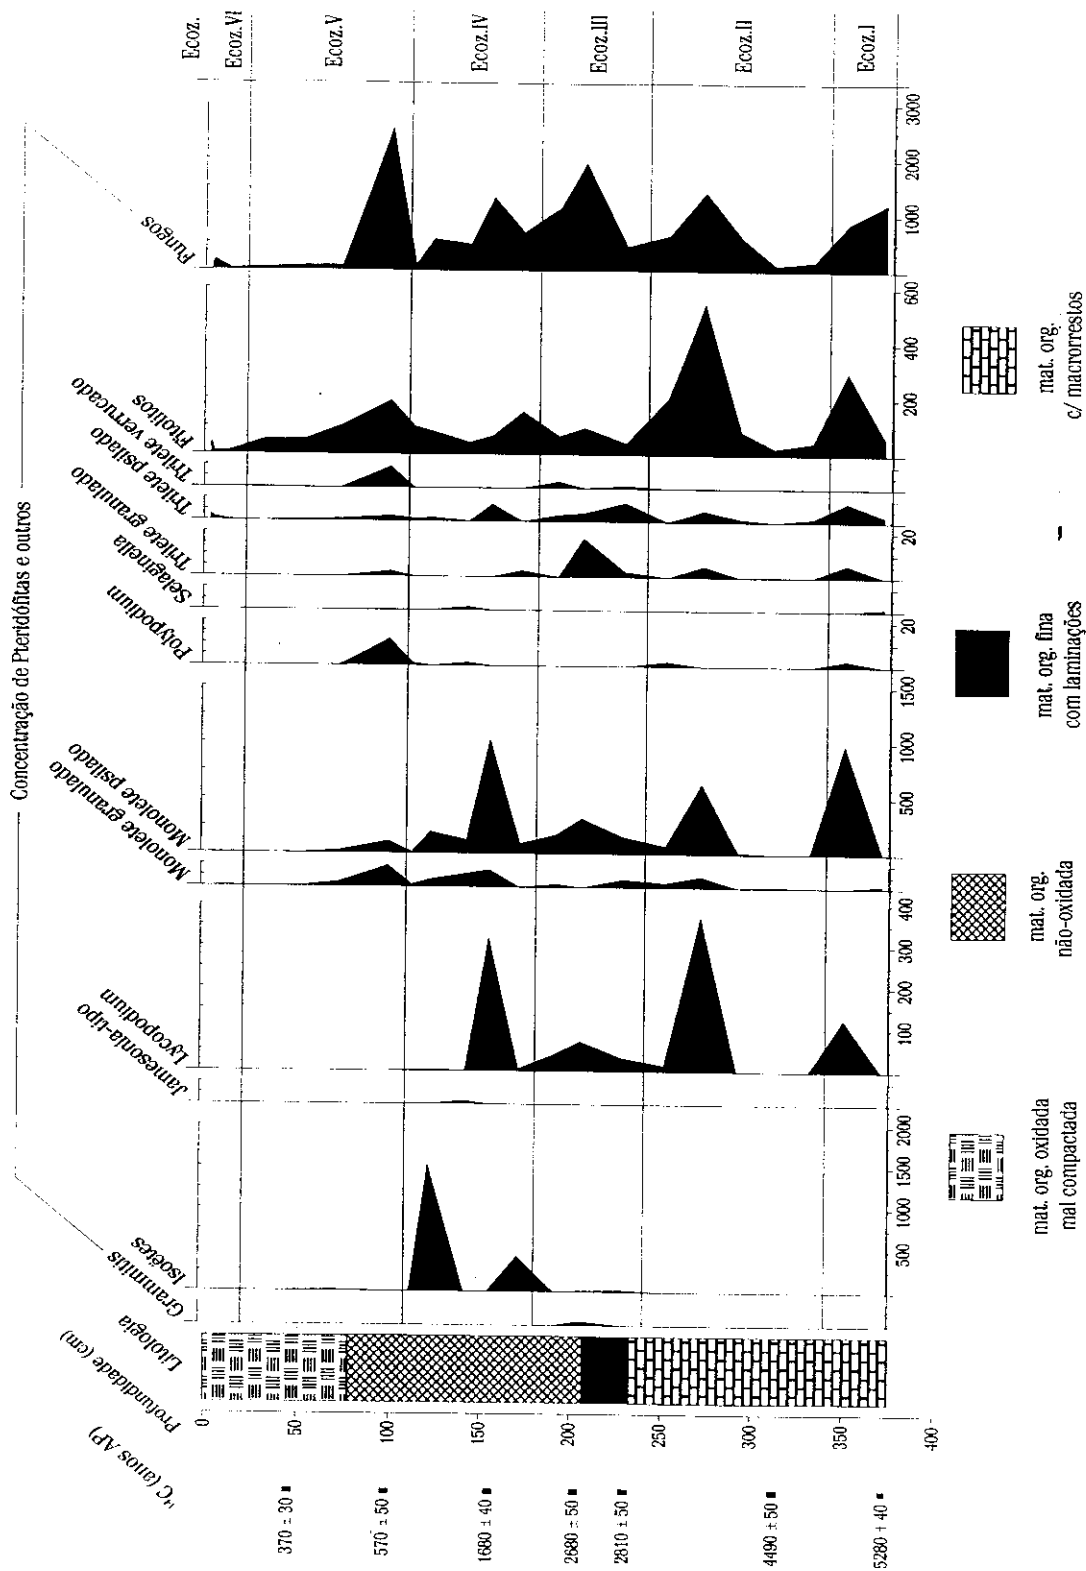 Concentração de Pteridófitas e outros
¹⁴C (anos AP)
Profundidade (cm)
Litologia
Grammitis
Isoëtes
Jamesonia-tipo
Lycopodium
Monolete granulado
Monolete psilado
Polypodium
Selaginella
Trilete granulado
Trilete psilado
Trilete verrucado
Fitolitos
Fungos
Ecoz.
Ecoz.VI
Ecoz.V
Ecoz.IV
Ecoz.III
Ecoz.II
Ecoz.I
370 ± 30
570 ± 50
1680 ± 40
2680 ± 50
2810 ± 50
4490 ± 50
5280 ± 40
0
50
100
150
200
250
300
350
400
500 1000 1500 2000
100 200 300 400
500 1000 1500
20
20
200 400 600
1000 2000 3000
mat. org. oxidada
mal compactada
mat. org.
não-oxidada
mat. org. fina
com laminações
mat. org.
c/ macrorrestos